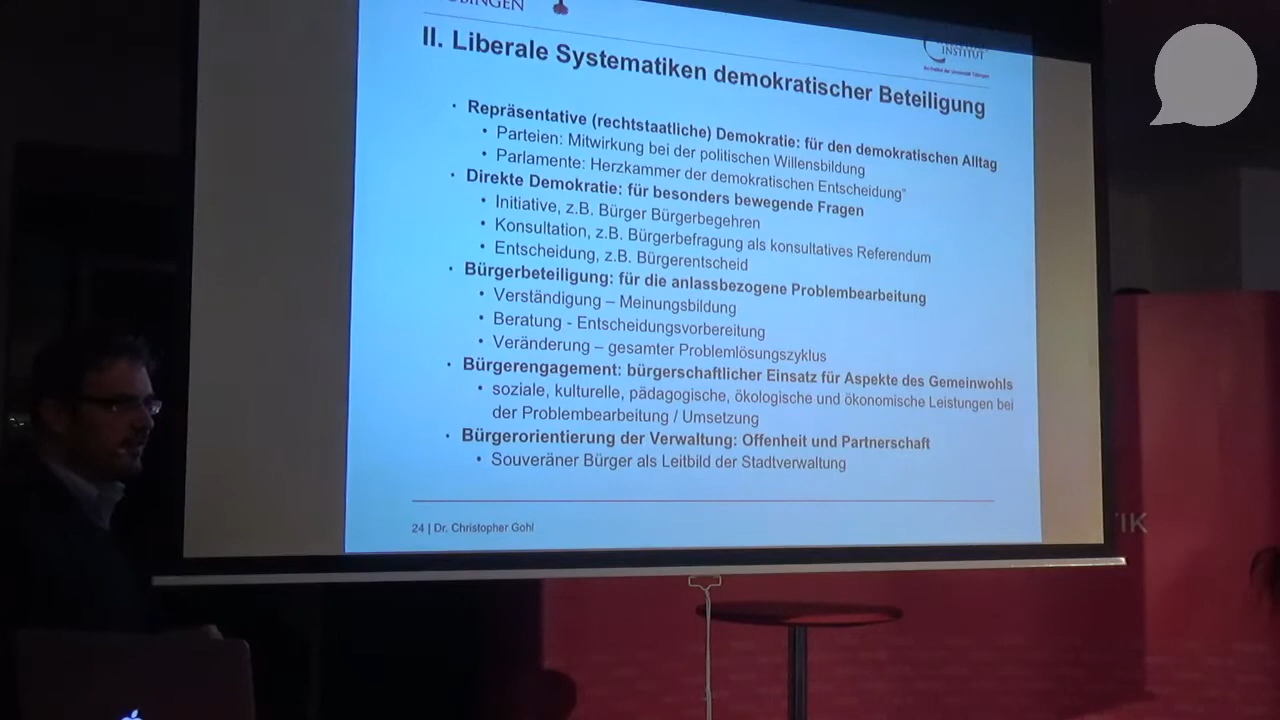 II. Liberale Systematiken demokratischer Beteiligung
INSTITUT
• Repräsentative (rechtstaatliche) Demokratie: für den demokratischen Alltag
• Parteien: Mitwirkung bei der politischen Willensbildung
• Parlamente: Herzkammer der demokratischen Entscheidung“
• Direkte Demokratie: für besonders bewegende Fragen
• Initiative, z.B. Bürger Bürgerbegehren
• Konsultation, z.B. Bürgerbefragung als konsultatives Referendum
• Entscheidung, z.B. Bürgerentscheid
• Bürgerbeteiligung: für die anlassbezogene Problembearbeitung
• Verständigung – Meinungsbildung
• Beratung - Entscheidungsvorbereitung
• Veränderung – gesamter Problemlösungszyklus
• Bürgerengagement: bürgerschaftlicher Einsatz für Aspekte des Gemeinwohls
• soziale, kulturelle, pädagogische, ökologische und ökonomische Leistungen bei
der Problembearbeitung / Umsetzung
• Bürgerorientierung der Verwaltung: Offenheit und Partnerschaft
• Souveräner Bürger als Leitbild der Stadtverwaltung
24 | Dr. Christopher Gohl
IK